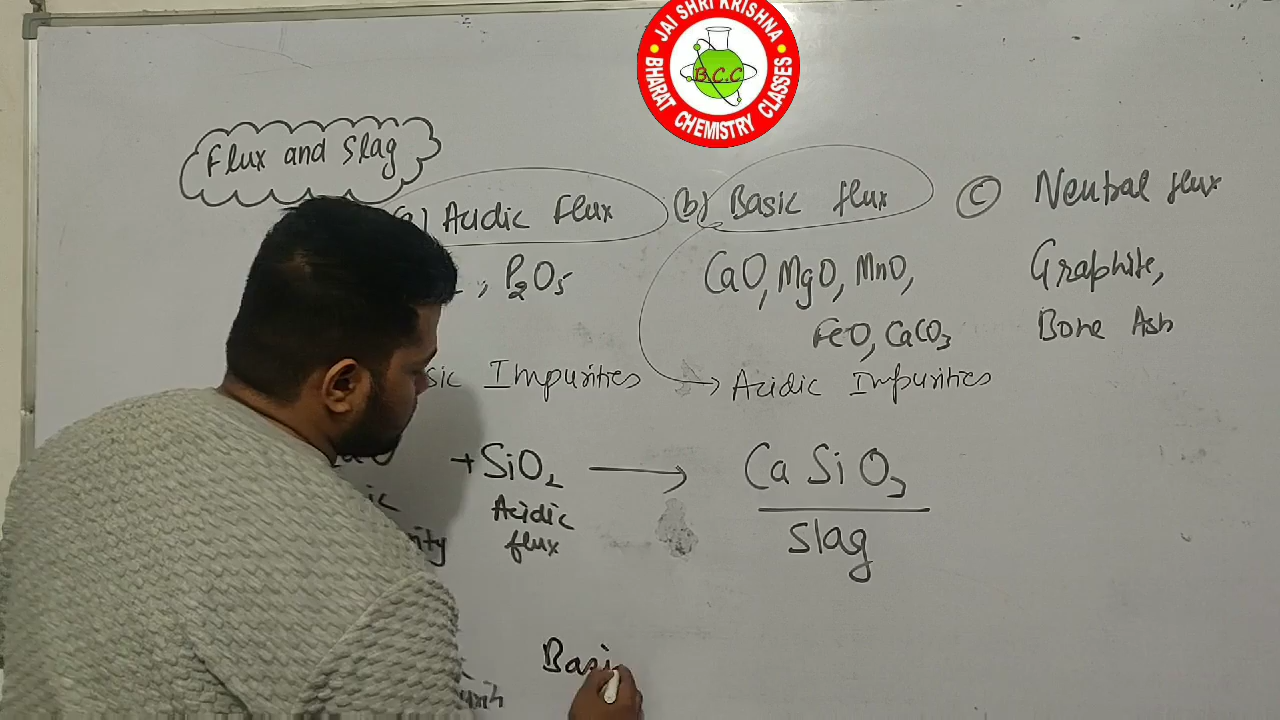 JAI SHRI KRISHNA
B.C.C
BHARAT CHEMISTRY CLASSES
Flux and Slag
(a) Acidic Flux (b) Basic flux (c) Neutral flux
, P₂O₅ CaO, MgO, MnO, Graphite,
FeO, CaCO₃ Bone Ash
Impurities Acidic Impurities
+ SiO₂ → CaSiO₃
Acidic
flux slag
Basi